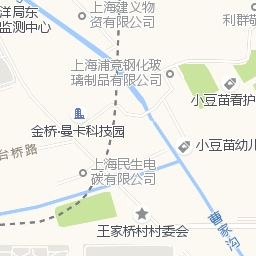 上海建义物
资有限公司
洋局东
监测中心
利群
上海浦竞钢化玻
璃制品有限公司
小豆苗看护
金桥·曼卡科技园
台桥路
小豆苗幼儿
上海民生电
碳有限公司
曹家沟
王家桥村村委会